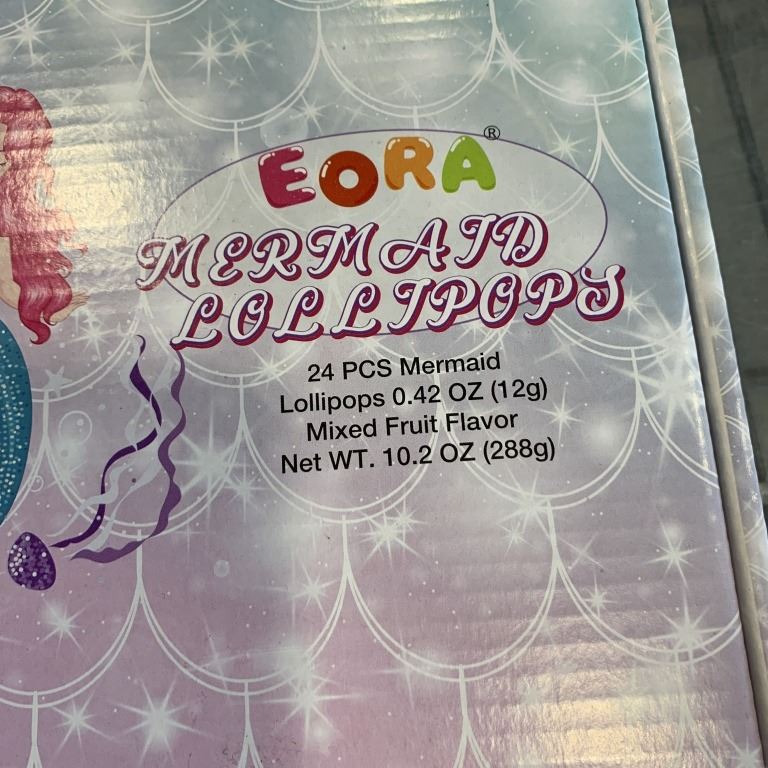 EORA®
MERMAID
LOLLIPOPS
24 PCS Mermaid
Lollipops 0.42 OZ (12g)
Mixed Fruit Flavor
Net WT. 10.2 OZ (288g)